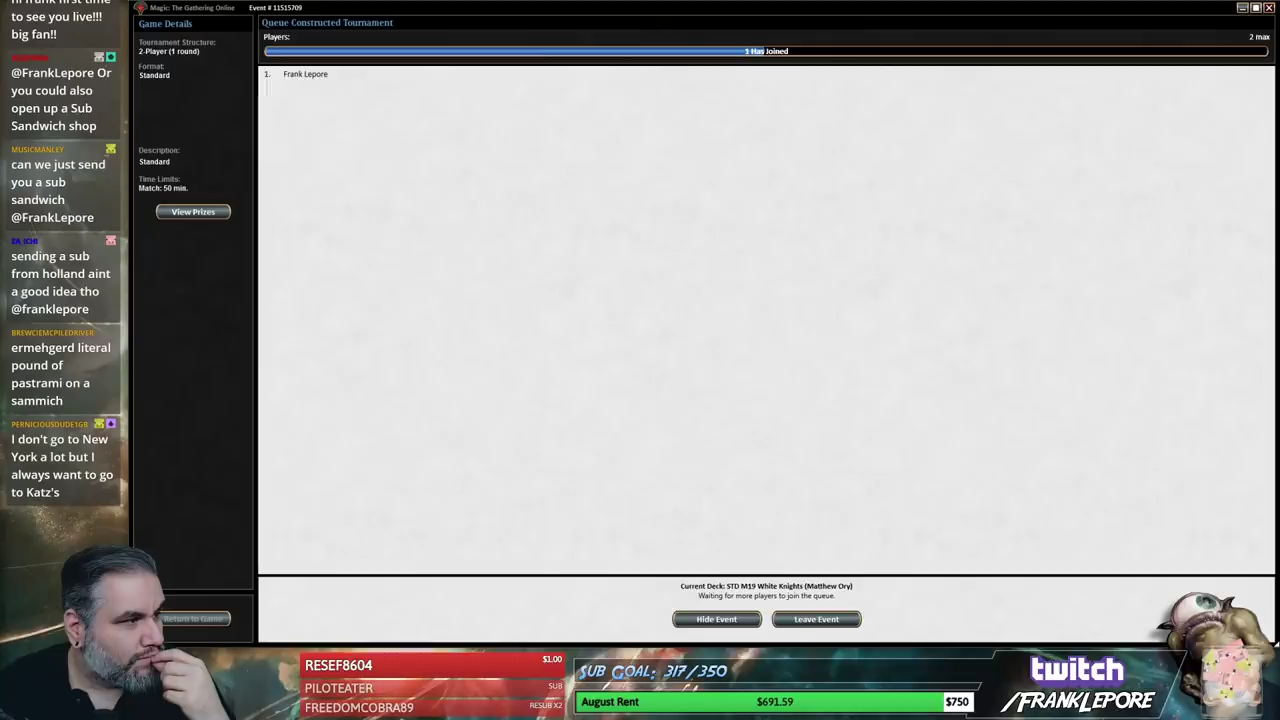 Hi frank first time
to see you live!!!
big fan!!
@FrankLepore Or
you could also
open up a Sub
Sandwich shop
MUSICMANLEY
can we just send
you a sub
sandwich
@FrankLepore
ZA ICHI
sending a sub
from holland aint
a good idea tho
@franklepore
BREWCIEMCPILEDRIVER
ermehgerd literal
pound of
pastrami on a
sammich
PERNICIOUSDUDE1GB
I don't go to New
York a lot but I
always want to go
to Katz's
Magic: The Gathering Online Event # 11515709
Game Details
Tournament Structure:
2-Player (1 round)
Format:
Standard
Description:
Standard
Time Limits:
Match: 50 min.
View Prizes
Return to Game
Queue Constructed Tournament
Players:
2 max
1 Has Joined
1. Frank Lepore
Current Deck: STD M19 White Knights (Matthew Ory)
Waiting for more players to join the queue.
Hide Event
Leave Event
RESEF8604 $1.00
PILOTEATER SUB
FREEDOMCOBRA89 RESUB X2
SUB GOAL: 317/350
August Rent $691.59 $750
twitch
/FRANKLEPORE